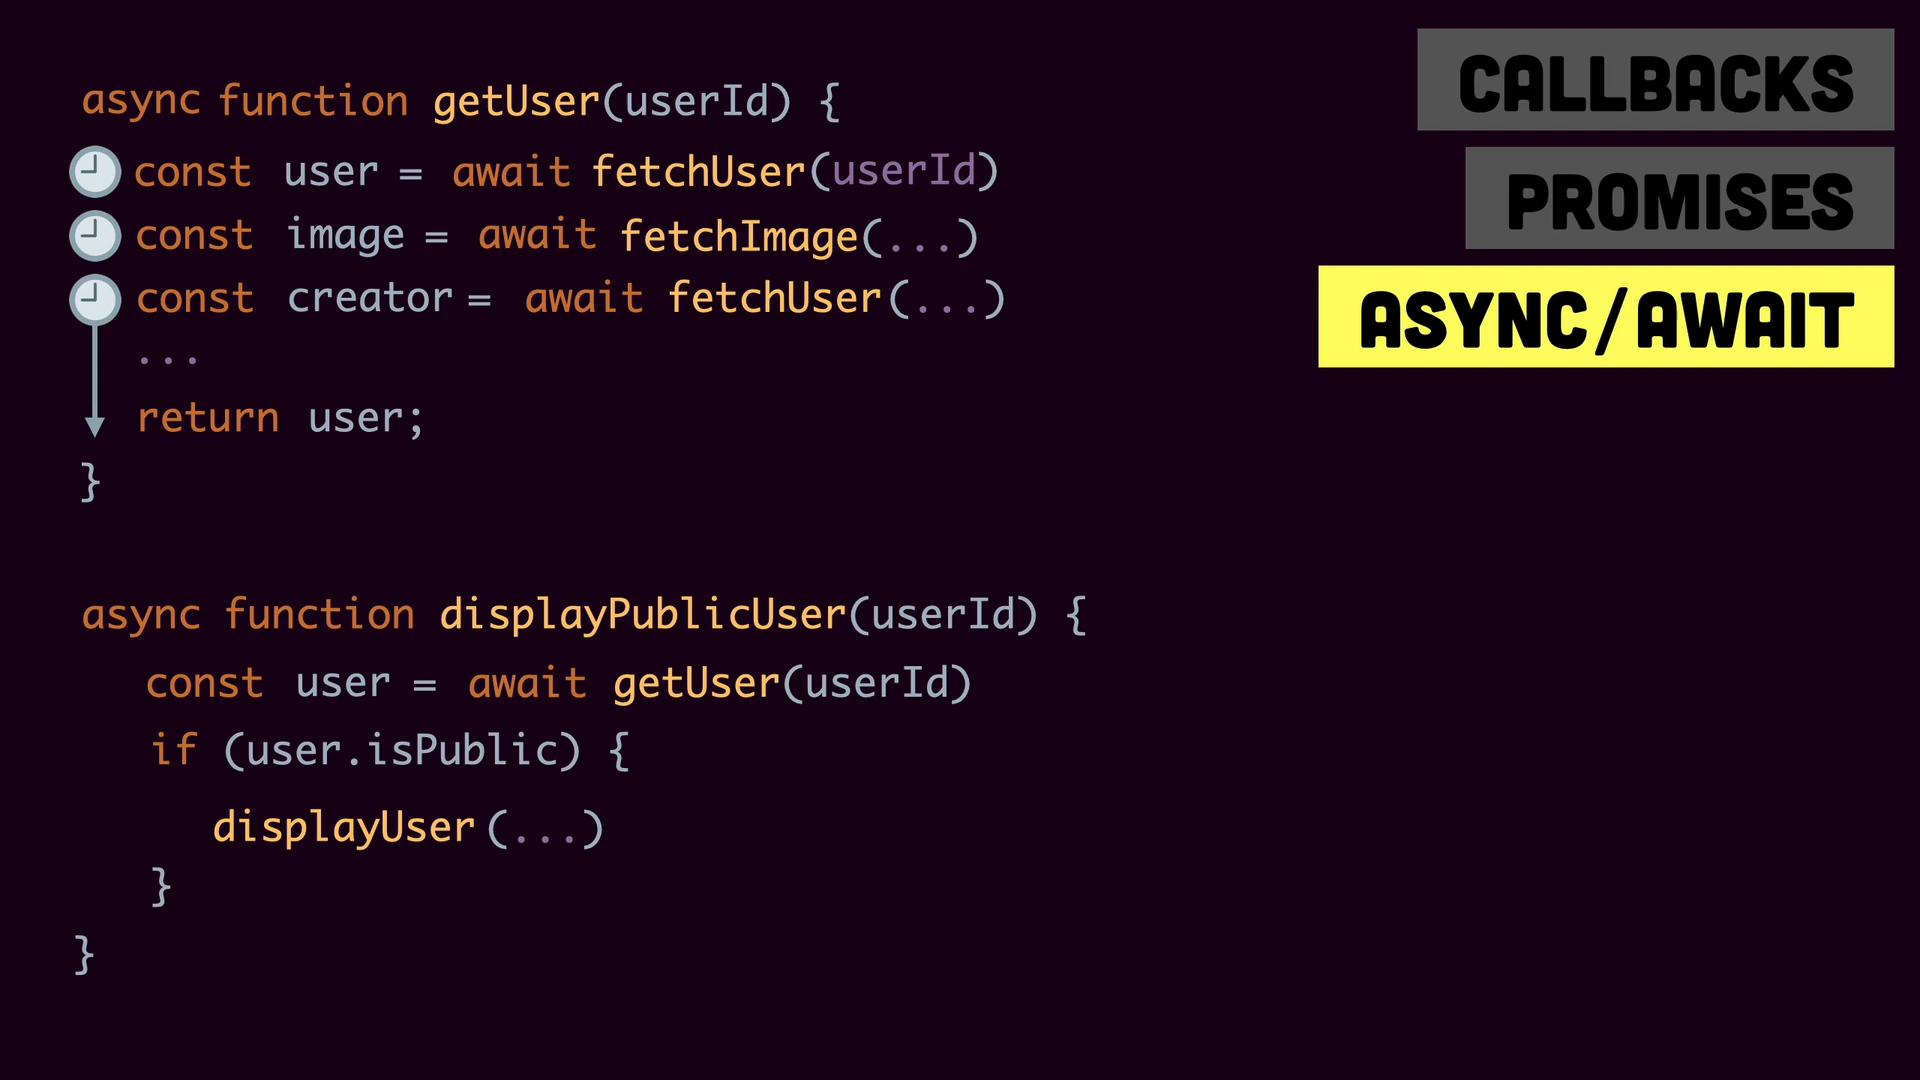 async function getUser(userId) {
const user = await fetchUser(userId)
const image = await fetchImage(...)
const creator = await fetchUser(...)
...
return user;
}
async function displayPublicUser(userId) {
const user = await getUser(userId)
if (user.isPublic) {
displayUser(...)
}
}
CALLBACKS
PROMISES
ASYNC/AWAIT